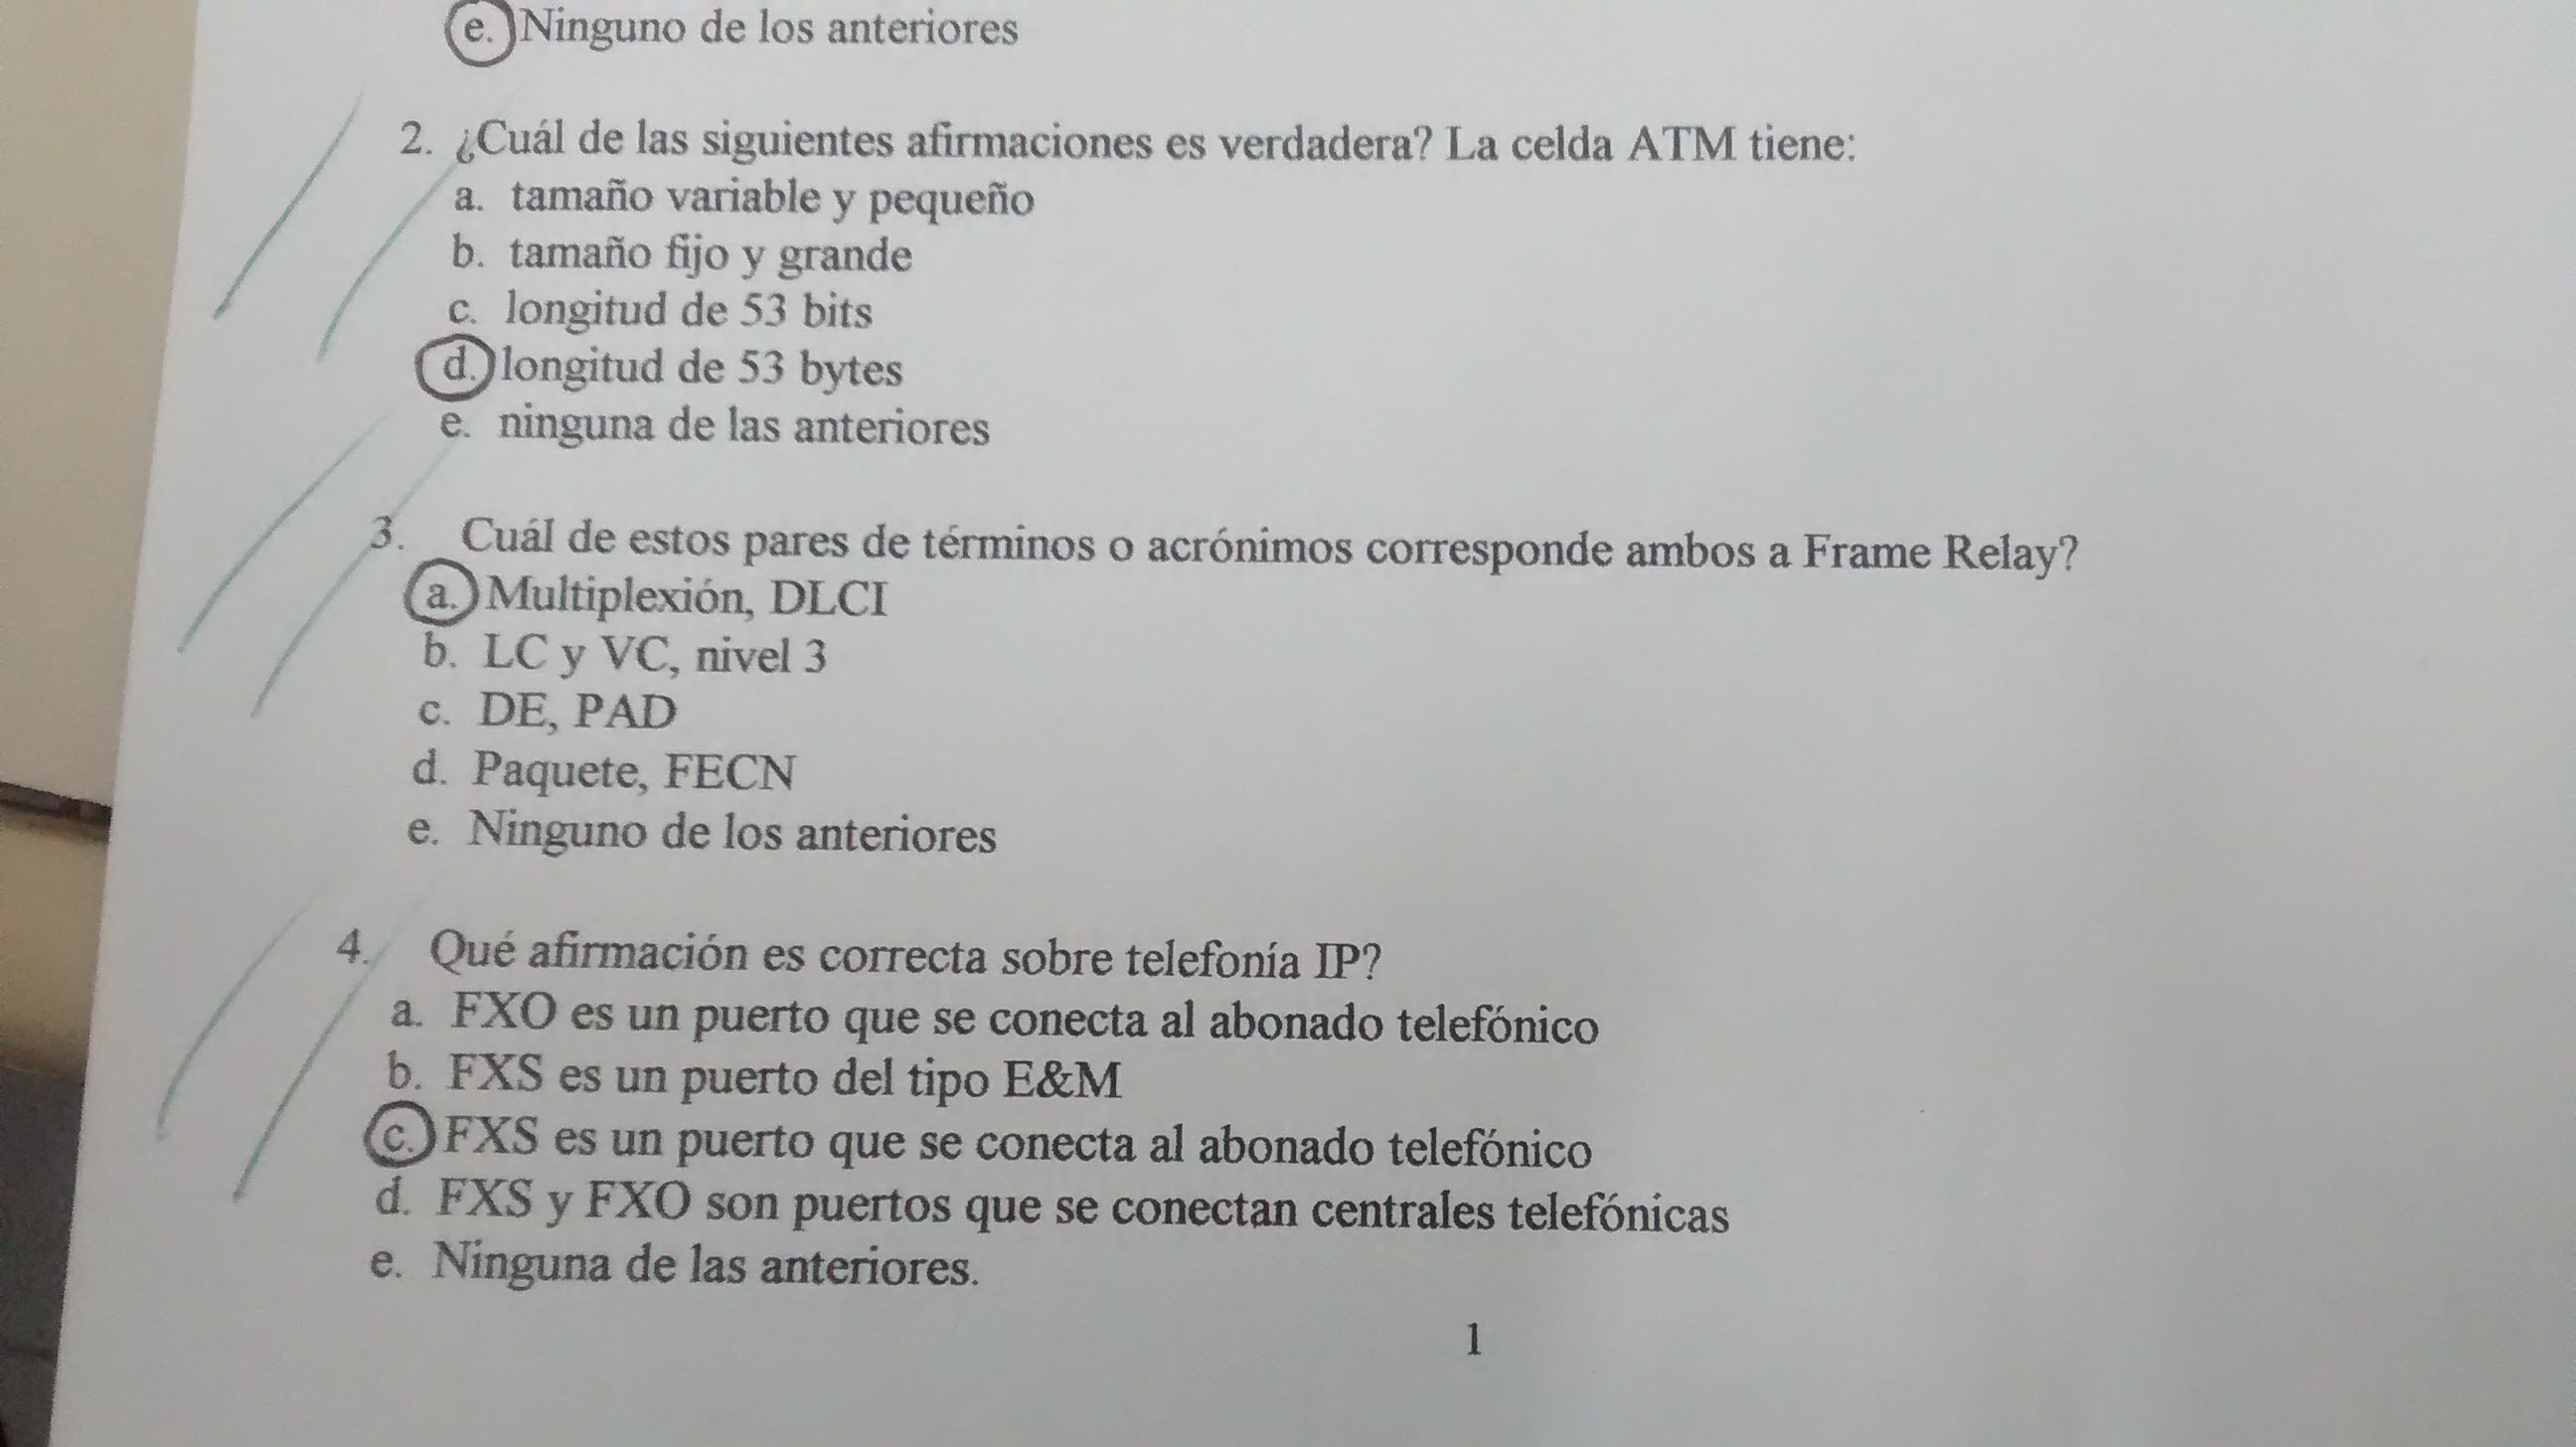 e. Ninguno de los anteriores
2. ¿Cuál de las siguientes afirmaciones es verdadera? La celda ATM tiene:
a. tamaño variable y pequeño
b. tamaño fijo y grande
c. longitud de 53 bits
d. longitud de 53 bytes
e. ninguna de las anteriores
3. Cuál de estos pares de términos o acrónimos corresponde ambos a Frame Relay?
a. Multiplexión, DLCI
b. LC y VC, nivel 3
c. DE, PAD
d. Paquete, FECN
e. Ninguno de los anteriores
4. Qué afirmación es correcta sobre telefonía IP?
a. FXO es un puerto que se conecta al abonado telefónico
b. FXS es un puerto del tipo E&M
c. FXS es un puerto que se conecta al abonado telefónico
d. FXS y FXO son puertos que se conectan centrales telefónicas
e. Ninguna de las anteriores.
1